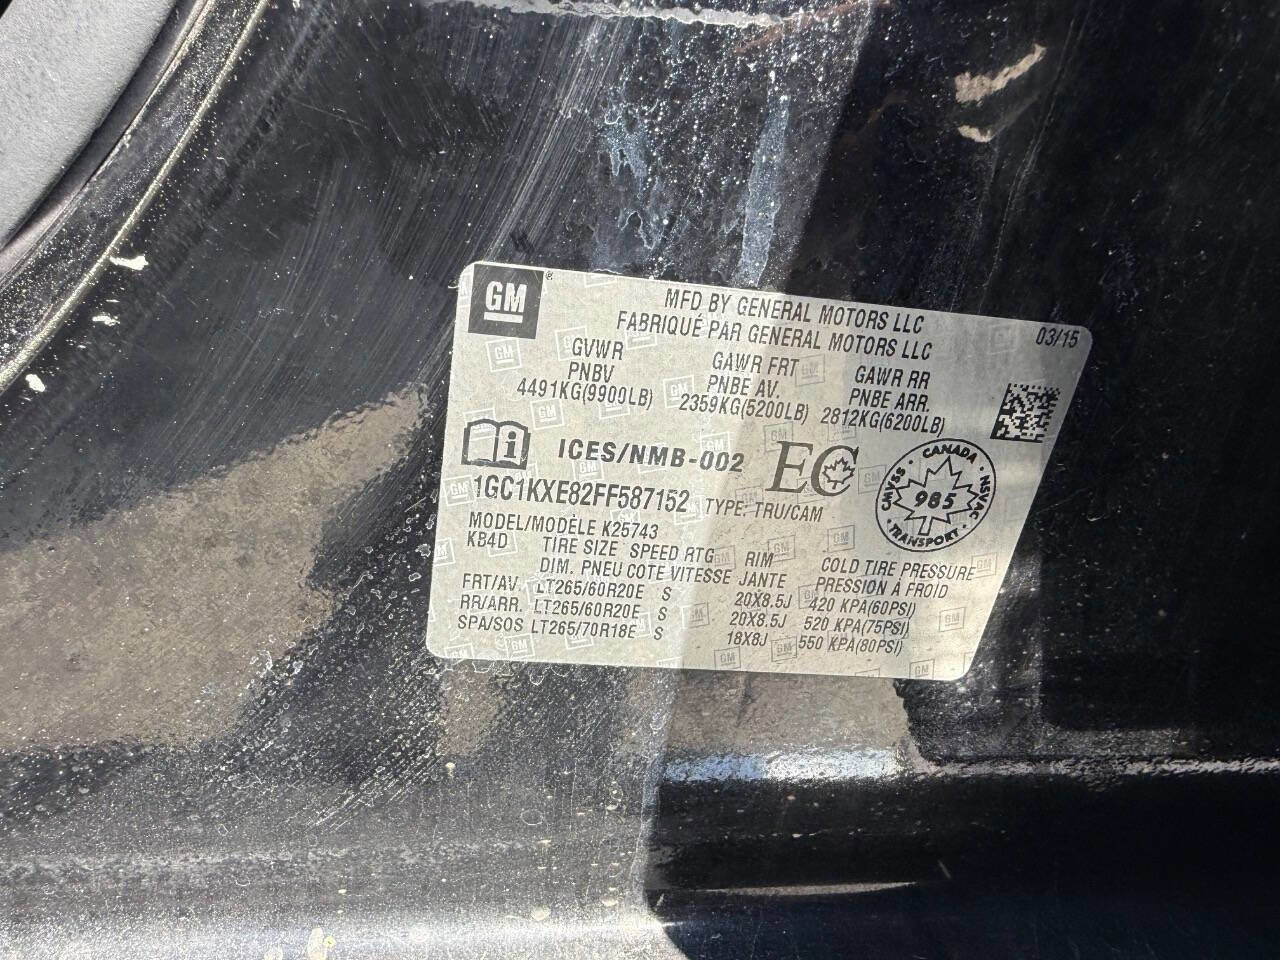 GM
MFD BY GENERAL MOTORS LLC
FABRIQUÉ PAR GENERAL MOTORS LLC
03/15
GVWR GAWR FRT GAWR RR
PNBV PNBE AV. PNBE ARR.
4491KG(9900LB) 2359KG(5200LB) 2812KG(6200LB)
ICES/NMB-002 EC
CANADA
CMVSS 985 NSVAC
TRANSPORT
1GC1KXE82FF587152 TYPE: TRU/CAM
MODEL/MODÈLE K25743
KB4D TIRE SIZE SPEED RTG RIM COLD TIRE PRESSURE
DIM. PNEU COTE VITESSE JANTE PRESSION À FROID
FRT/AV. LT265/60R20E S 20X8.5J 420 KPA(60PSI)
RR/ARR. LT265/60R20E S 20X8.5J 520 KPA(75PSI)
SPA/SOS LT265/70R18E S 18X8J 550 KPA(80PSI)